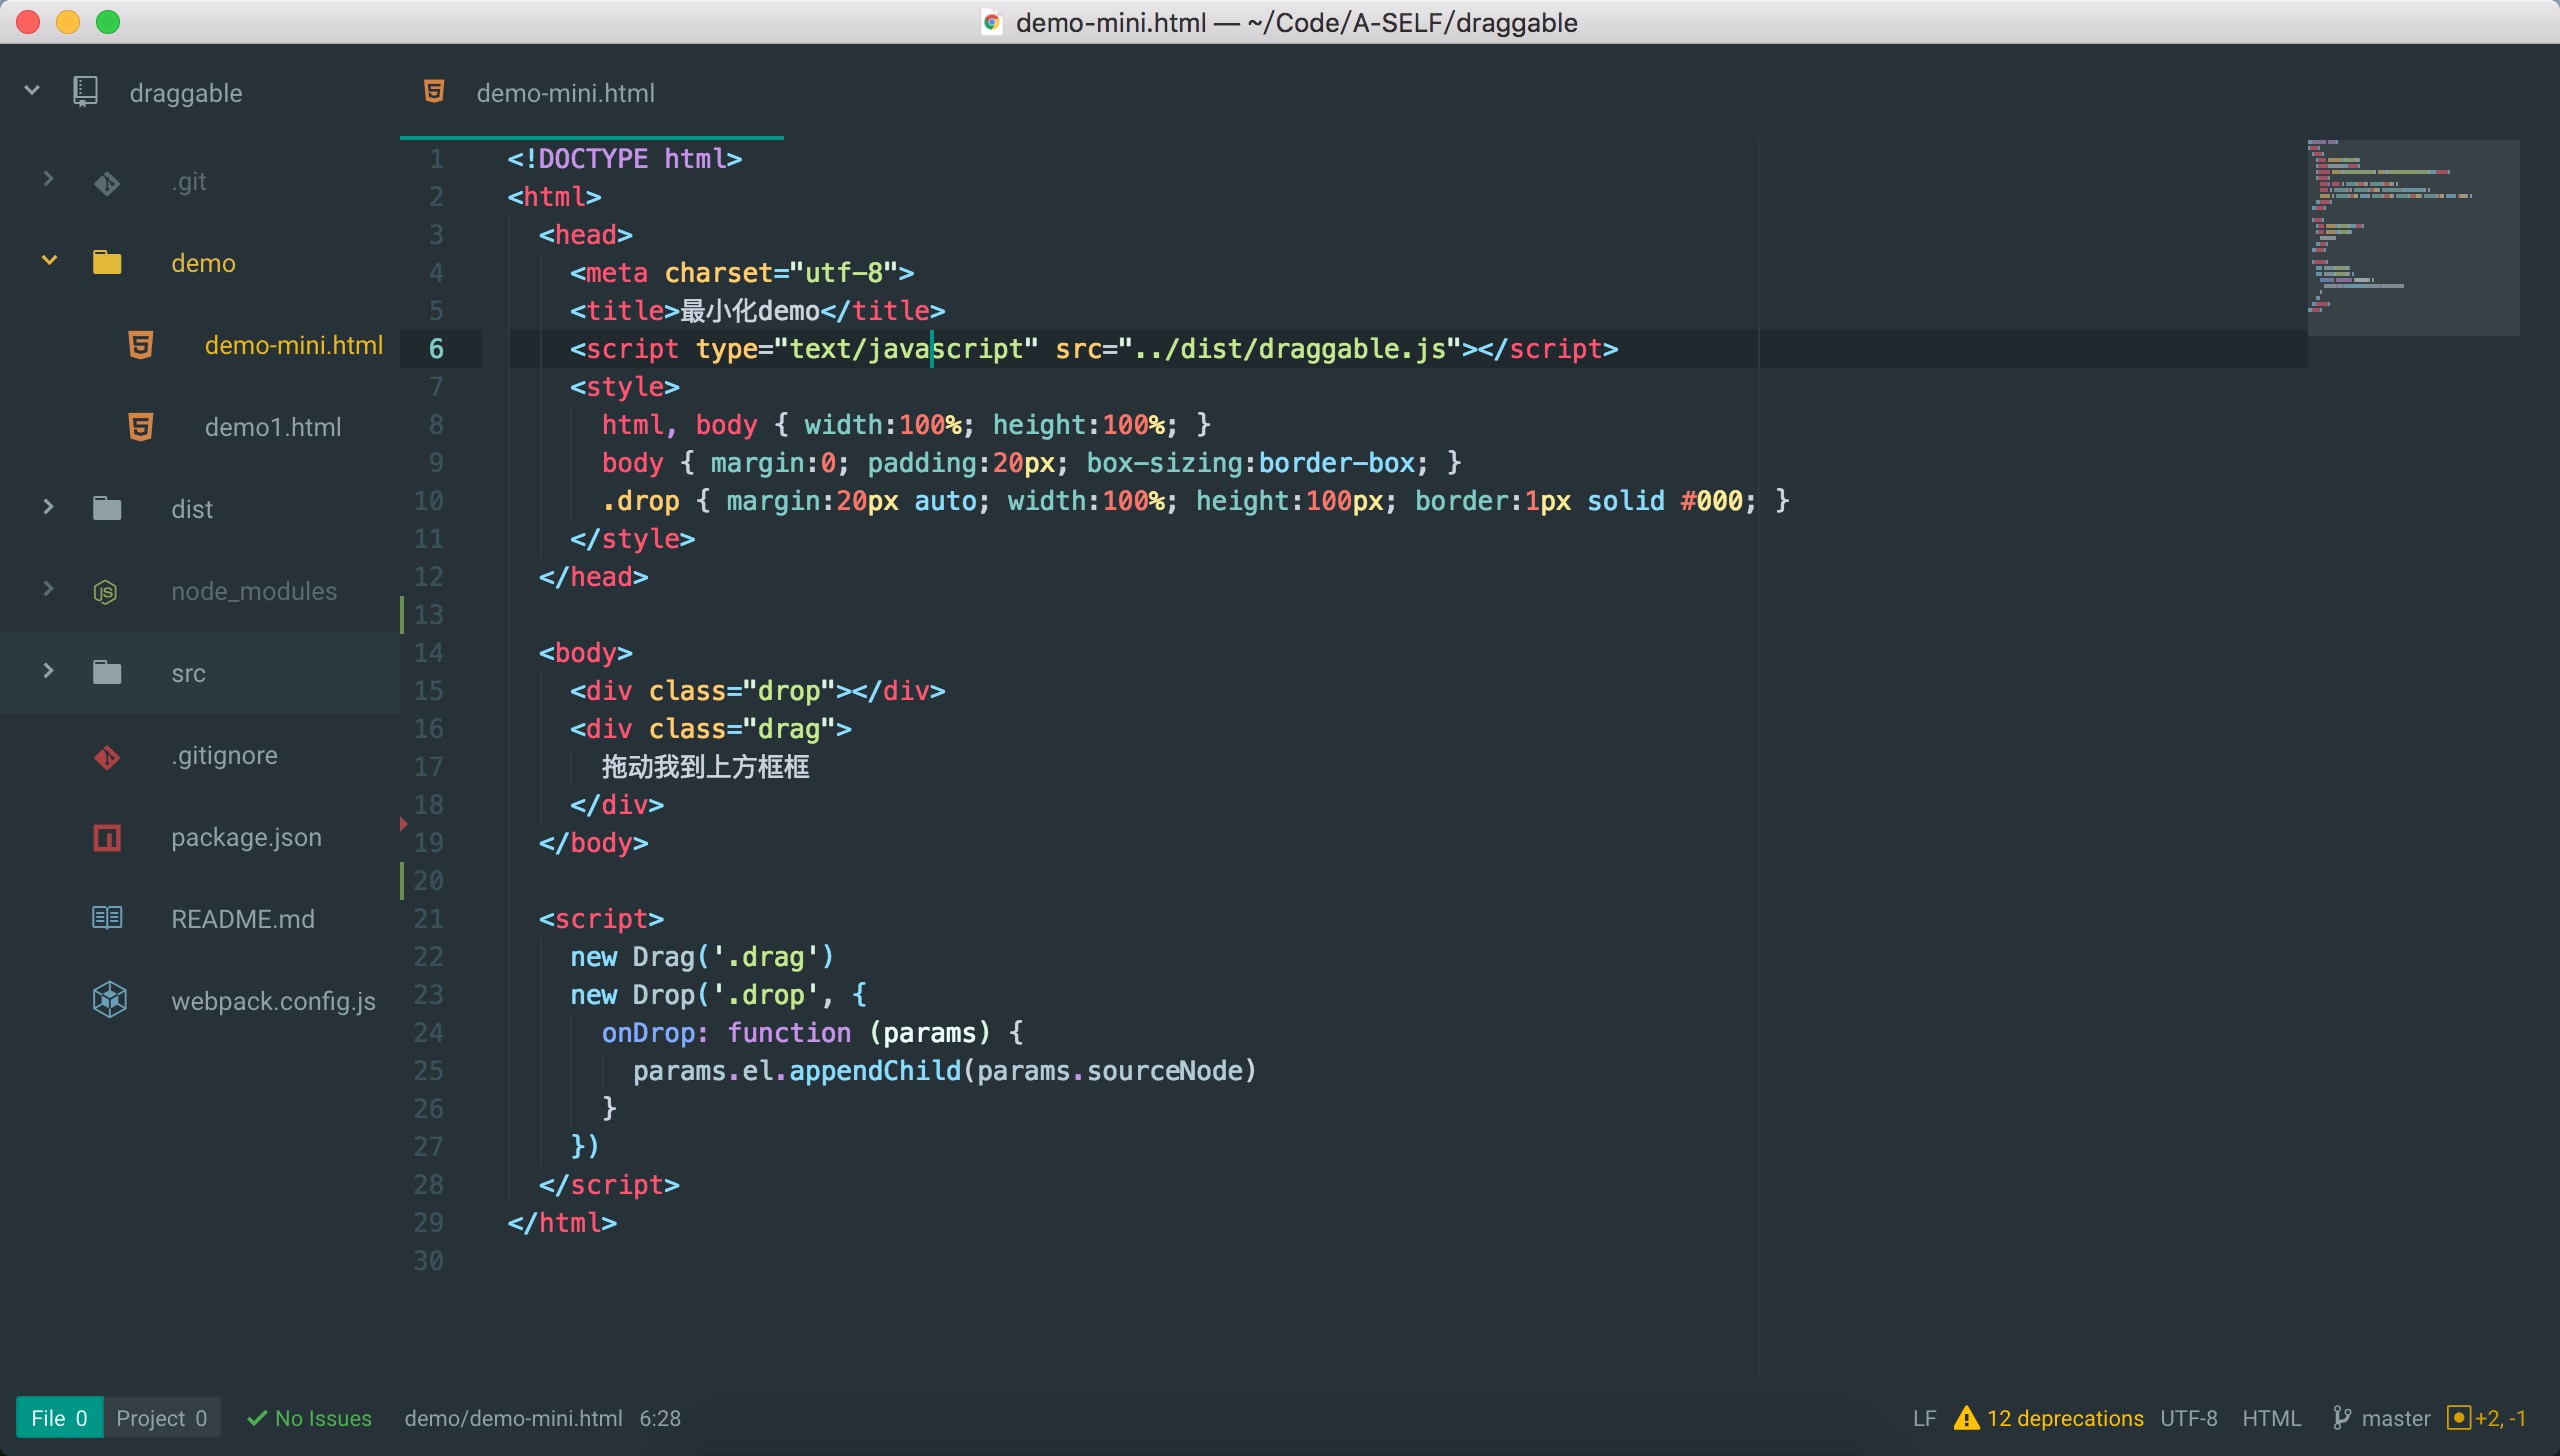 demo-mini.html — ~/Code/A-SELF/draggable
draggable
.git
demo
demo-mini.html
demo1.html
dist
node_modules
src
.gitignore
package.json
README.md
webpack.config.js
demo-mini.html
1 <!DOCTYPE html>
2 <html>
3 <head>
4 <meta charset="utf-8">
5 <title>最小化demo</title>
6 <script type="text/javascript" src="../dist/draggable.js"></script>
7 <style>
8 html, body { width:100%; height:100%; }
9 body { margin:0; padding:20px; box-sizing:border-box; }
10 .drop { margin:20px auto; width:100%; height:100px; border:1px solid #000; }
11 </style>
12 </head>
13
14 <body>
15 <div class="drop"></div>
16 <div class="drag">
17 拖动我到上方框框
18 </div>
19 </body>
20
21 <script>
22 new Drag('.drag')
23 new Drop('.drop', {
24 onDrop: function (params) {
25 params.el.appendChild(params.sourceNode)
26 }
27 })
28 </script>
29 </html>
30
File 0 Project 0 No Issues demo/demo-mini.html 6:28 LF 12 deprecations UTF-8 HTML master +2, -1